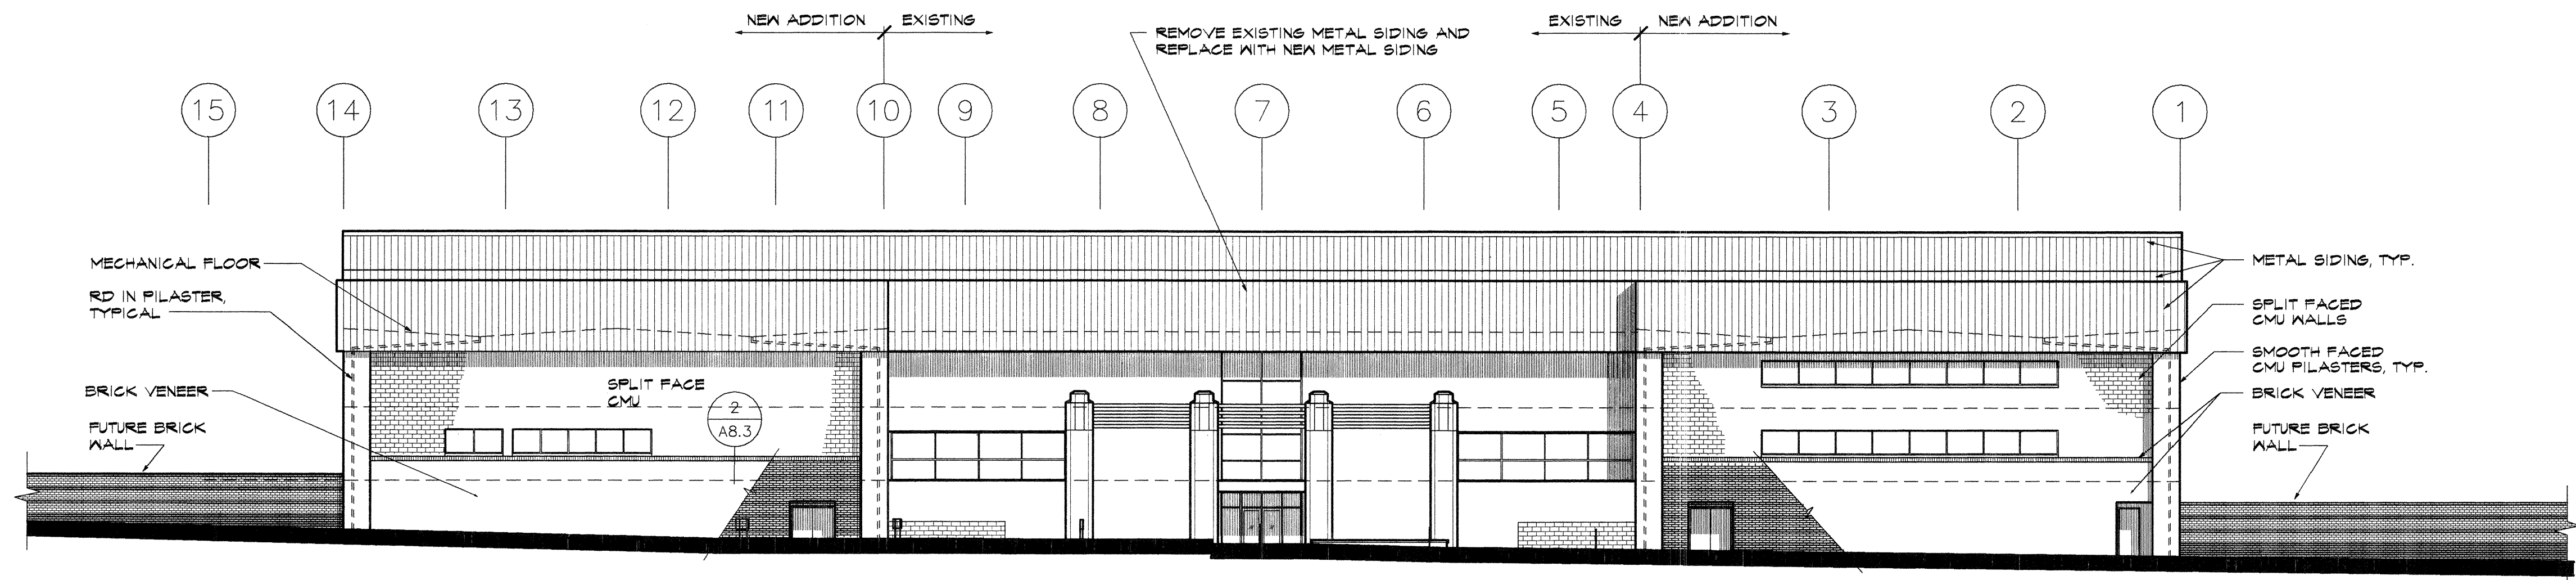 NEW ADDITION
EXISTING
REMOVE EXISTING METAL SIDING AND
REPLACE WITH NEW METAL SIDING
EXISTING
NEW ADDITION
15
14
13
12
11
10
9
8
7
6
5
4
3
2
1
MECHANICAL FLOOR
RD IN PILASTER,
TYPICAL
BRICK VENEER
FUTURE BRICK
WALL
SPLIT FACE
CMU
2
A8.3
METAL SIDING, TYP.
SPLIT FACED
CMU WALLS
SMOOTH FACED
CMU PILASTERS, TYP.
BRICK VENEER
FUTURE BRICK
WALL